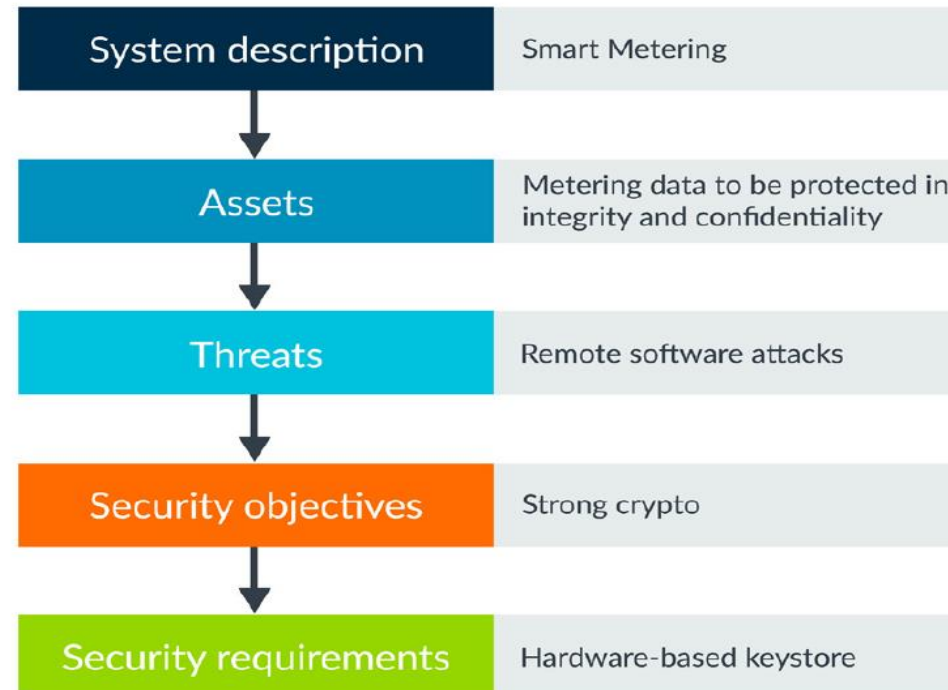 System description
Smart Metering
Assets
Metering data to be protected in
integrity and confidentiality
Threats
Remote software attacks
Security objectives
Strong crypto
Security requirements
Hardware-based keystore